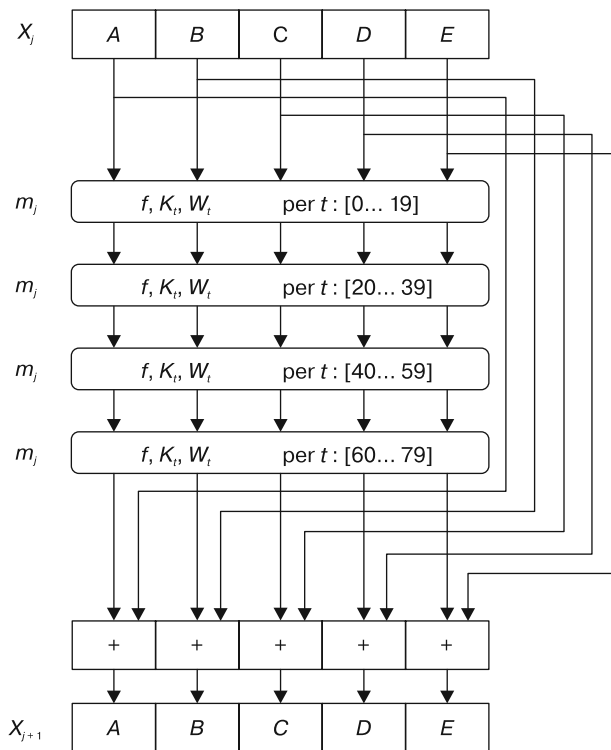 X_j A B C D E
m_j f, K_t, W_t per t : [0... 19]
m_j f, K_t, W_t per t : [20... 39]
m_j f, K_t, W_t per t : [40... 59]
m_j f, K_t, W_t per t : [60... 79]
+ + + + +
X_{j+1} A B C D E